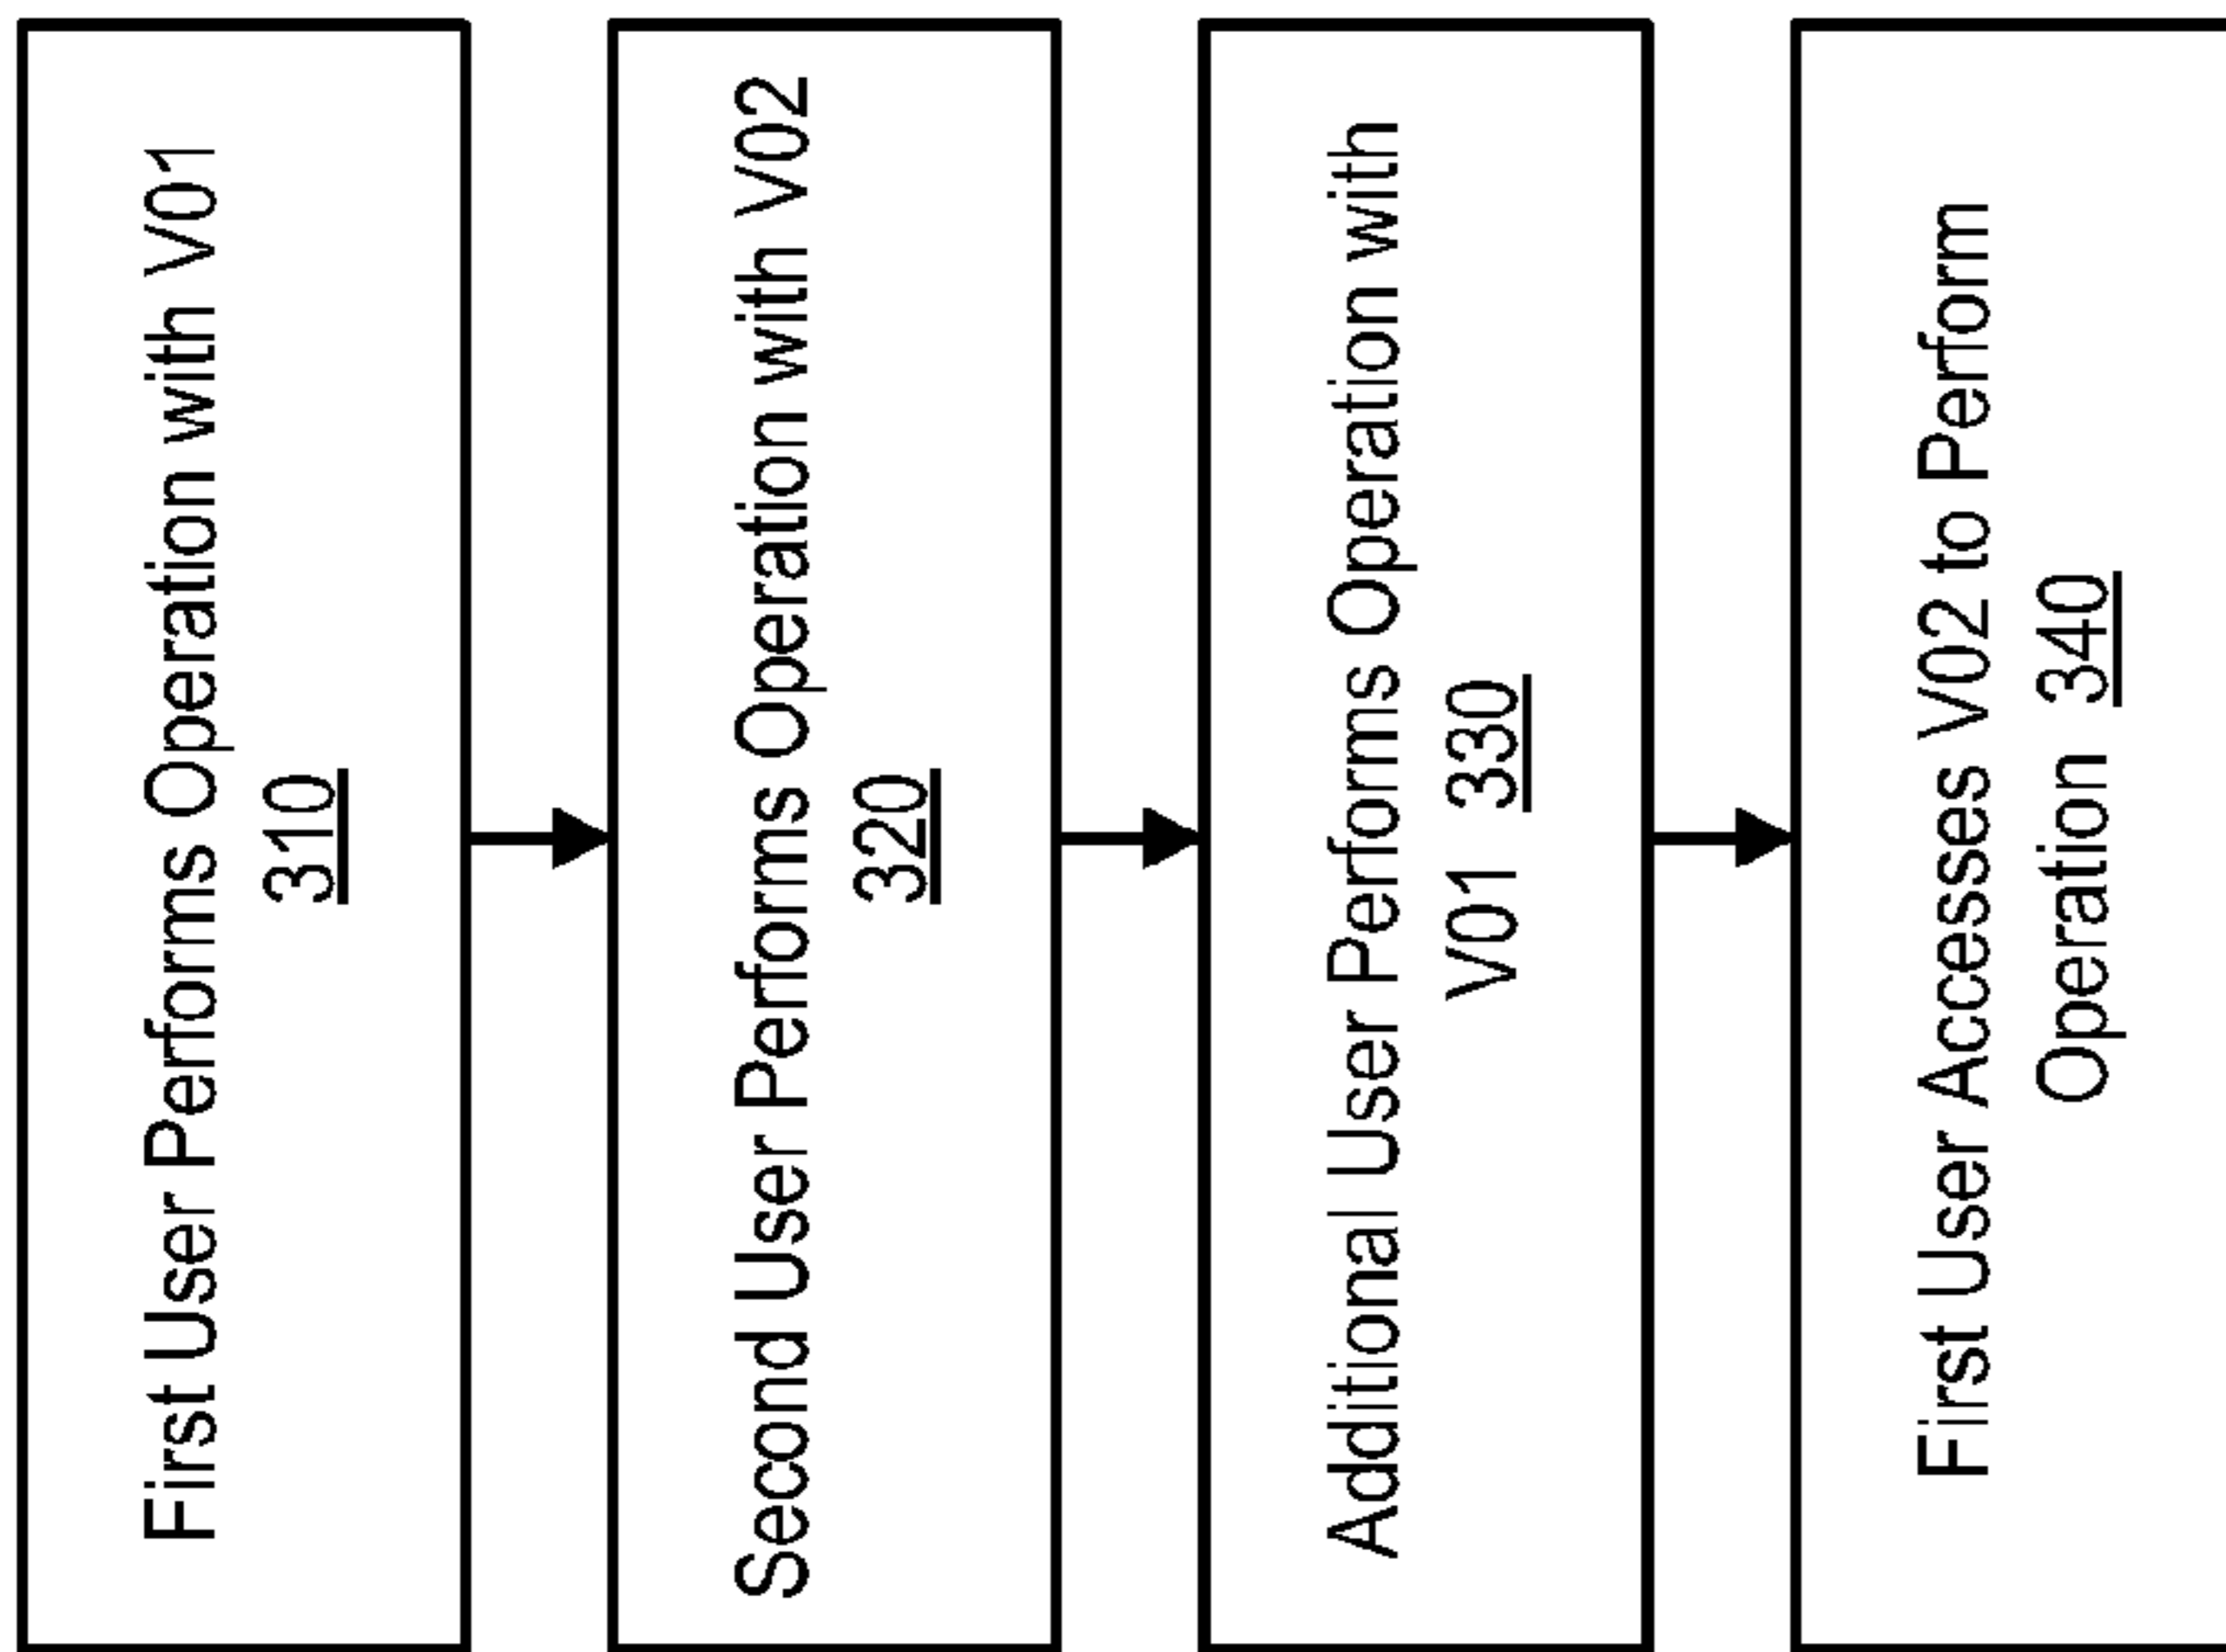 First User Performs Operation with V01
310
Second User Performs Operation with V02
320
Additional User Performs Operation with
V01 330
First User Accesses V02 to Perform
Operation 340